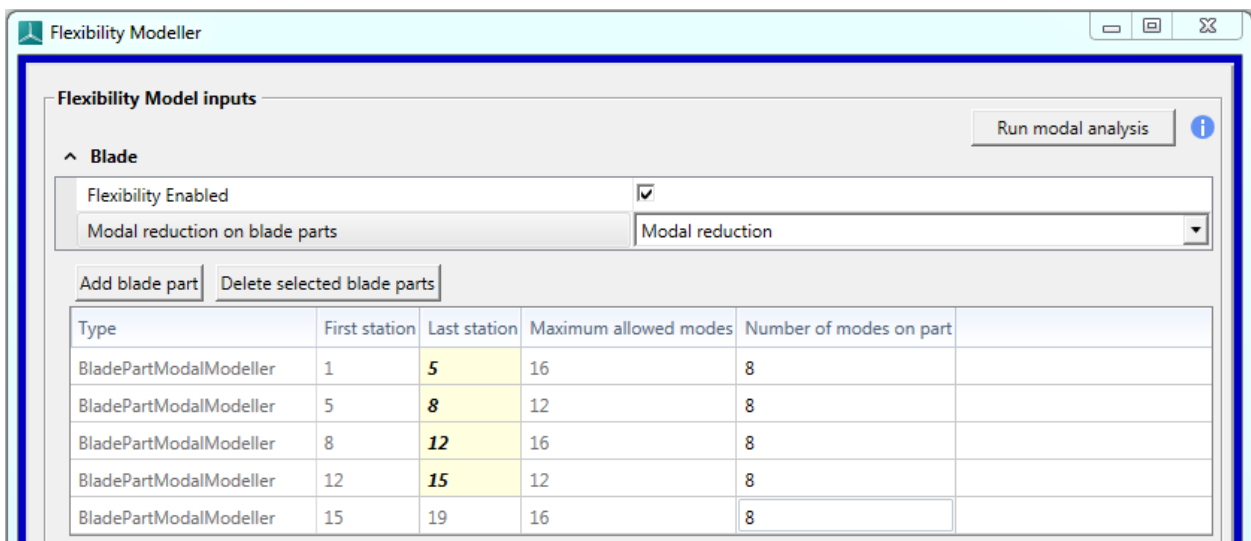 Flexibility Modeller
Flexibility Model inputs
Run modal analysis
Blade
Flexibility Enabled
Modal reduction on blade parts Modal reduction
Add blade part Delete selected blade parts
Type First station Last station Maximum allowed modes Number of modes on part
BladePartModalModeller 1 5 16 8
BladePartModalModeller 5 8 12 8
BladePartModalModeller 8 12 16 8
BladePartModalModeller 12 15 12 8
BladePartModalModeller 15 19 16 8